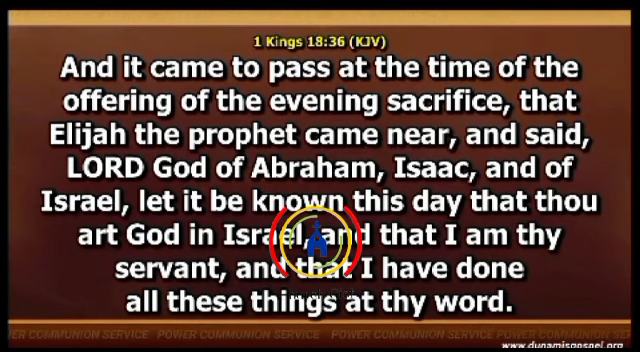 1 Kings 18:36 (KJV)
And it came to pass at the time of the
offering of the evening sacrifice, that
Elijah the prophet came near, and said,
LORD God of Abraham, Isaac, and of
Israel, let it be known this day that thou
art God in Israel, and that I am thy
servant, and that I have done
all these things at thy word.
ER COMMUNION SERVICE POWER COMMUNION SERVICE POWER COMMUNION SERVICE POWER COMMUNION SER
www.dunamisgospel.org